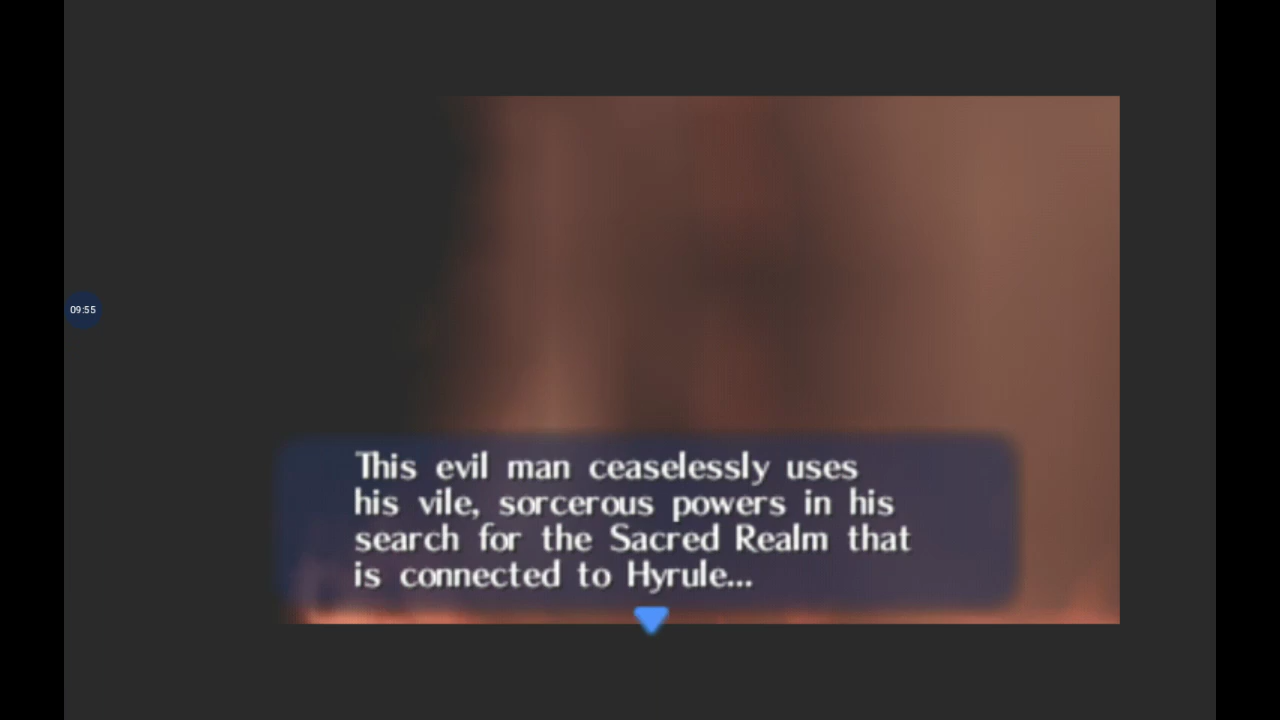 09:55
This evil man ceaselessly uses
his vile, sorcerous powers in his
search for the Sacred Realm that
is connected to Hyrule...